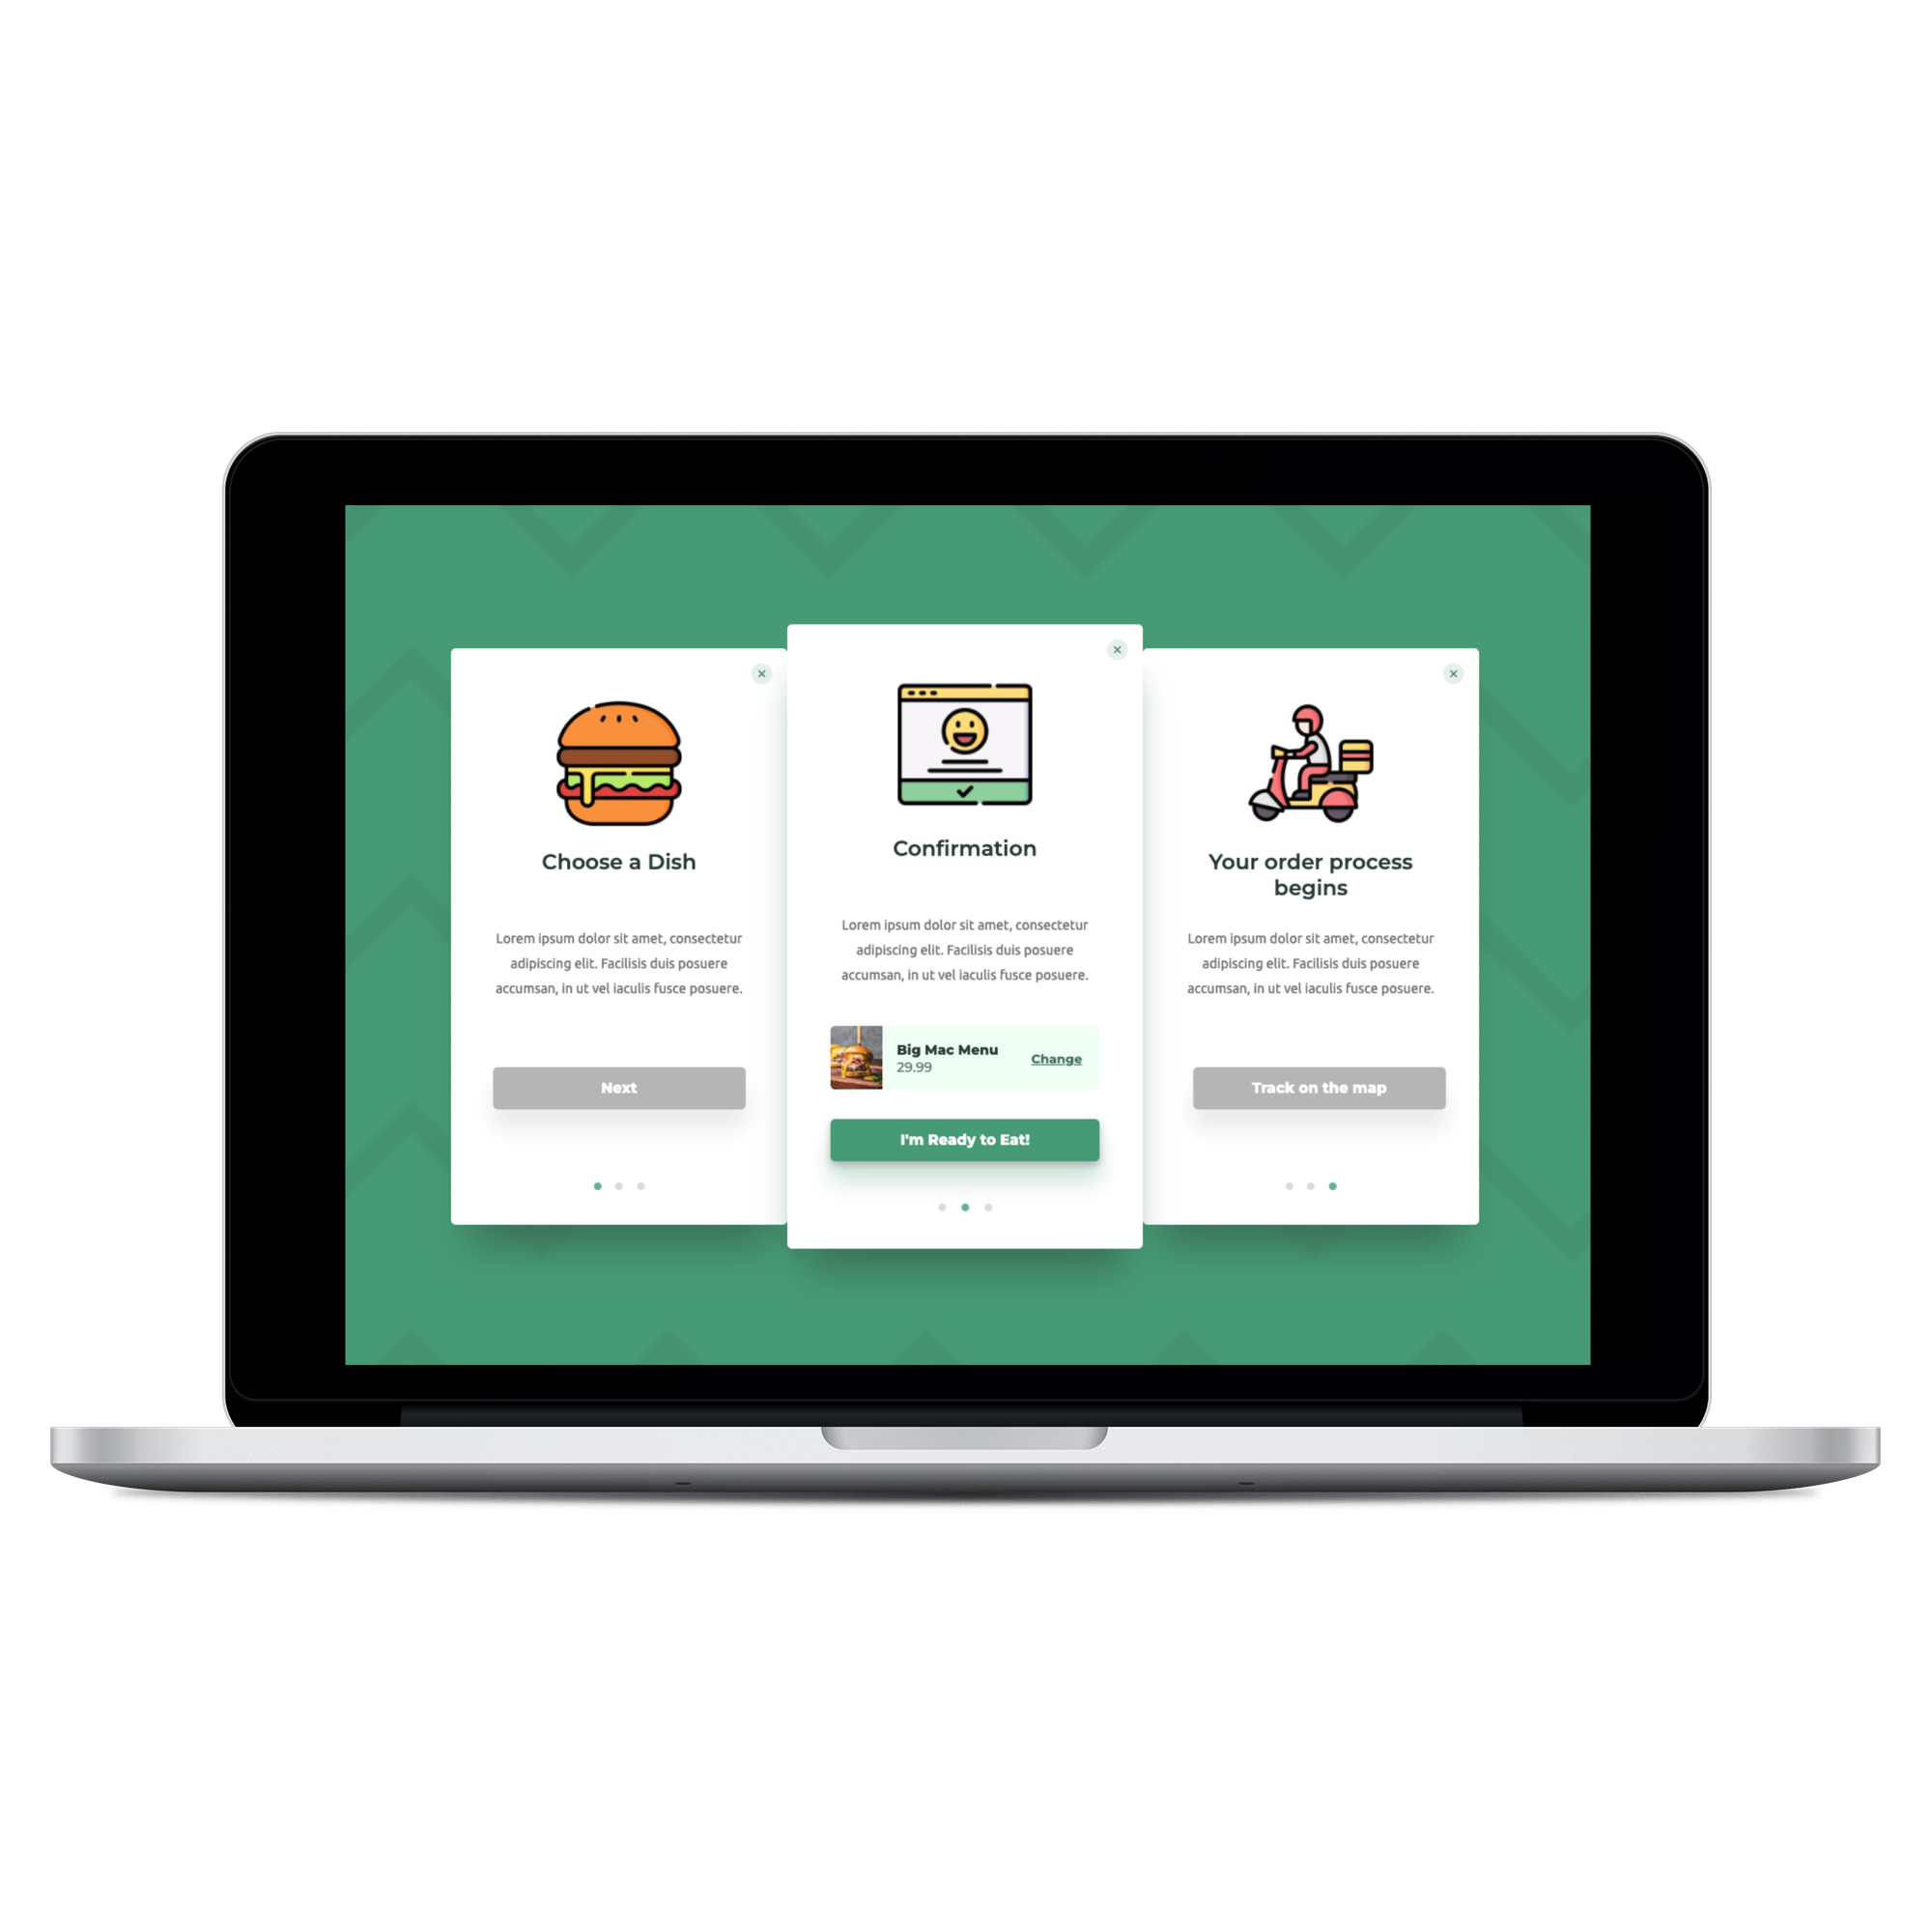 Choose a Dish
Lorem ipsum dolor sit amet, consectetur
adipiscing elit. Facilisis duis posuere
accumsan, in ut vel iaculis fusce posuere.
Next
Confirmation
Lorem ipsum dolor sit amet, consectetur
adipiscing elit. Facilisis duis posuere
accumsan, in ut vel iaculis fusce posuere.
Big Mac Menu
29.99
Change
I'm Ready to Eat!
Your order process
begins
Lorem ipsum dolor sit amet, consectetur
adipiscing elit. Facilisis duis posuere
accumsan, in ut vel iaculis fusce posuere.
Track on the map